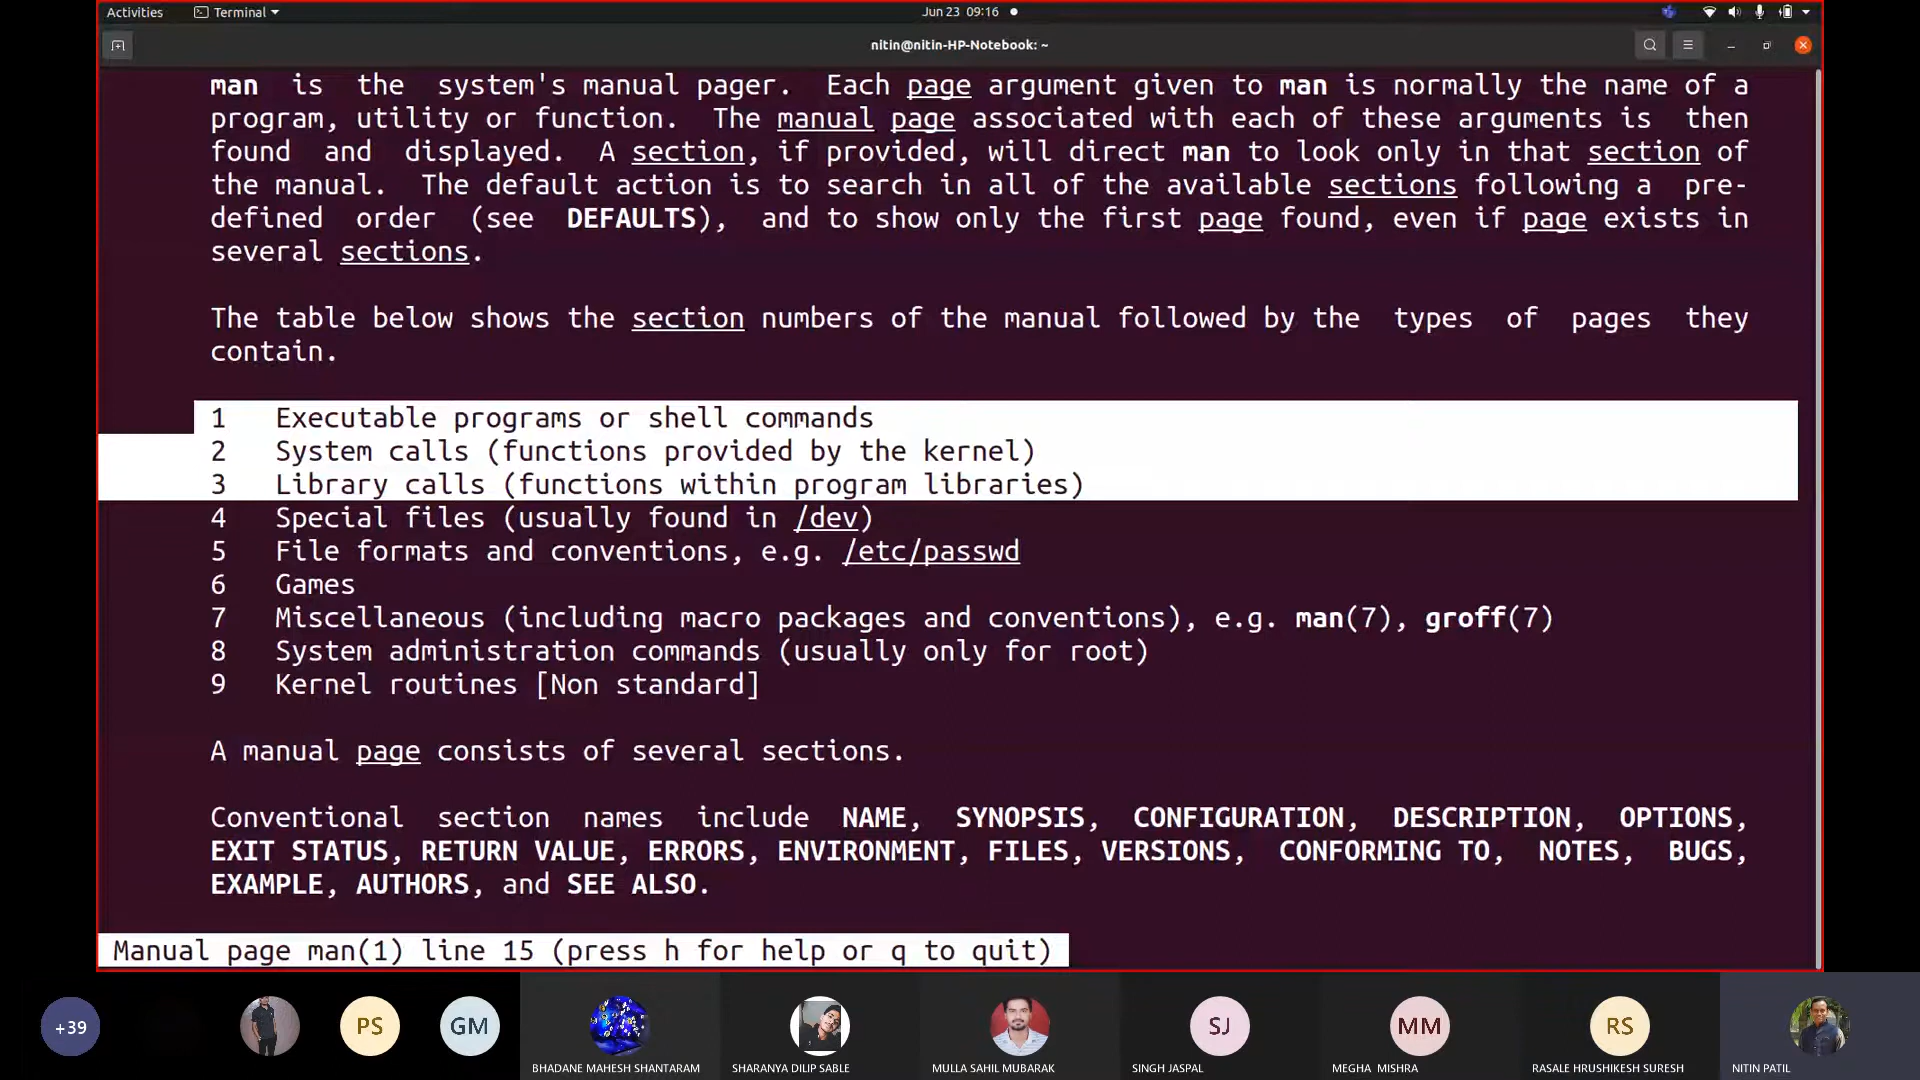 Activities Terminal Jun 23 09:16
nitin@nitin-HP-Notebook: ~
man is the system's manual pager. Each page argument given to man is normally the name of a
program, utility or function. The manual page associated with each of these arguments is then
found and displayed. A section, if provided, will direct man to look only in that section of
the manual. The default action is to search in all of the available sections following a pre-
defined order (see DEFAULTS), and to show only the first page found, even if page exists in
several sections.
The table below shows the section numbers of the manual followed by the types of pages they
contain.
1 Executable programs or shell commands
2 System calls (functions provided by the kernel)
3 Library calls (functions within program libraries)
4 Special files (usually found in /dev)
5 File formats and conventions, e.g. /etc/passwd
6 Games
7 Miscellaneous (including macro packages and conventions), e.g. man(7), groff(7)
8 System administration commands (usually only for root)
9 Kernel routines [Non standard]
A manual page consists of several sections.
Conventional section names include NAME, SYNOPSIS, CONFIGURATION, DESCRIPTION, OPTIONS,
EXIT STATUS, RETURN VALUE, ERRORS, ENVIRONMENT, FILES, VERSIONS, CONFORMING TO, NOTES, BUGS,
EXAMPLE, AUTHORS, and SEE ALSO.
Manual page man(1) line 15 (press h for help or q to quit)
+39 PS GM SJ MM RS
BHADANE MAHESH SHANTARAM SHARANYA DILIP SABLE MULLA SAHIL MUBARAK SINGH JASPAL MEGHA MISHRA RASALE HRUSHIKESH SURESH NITIN PATIL